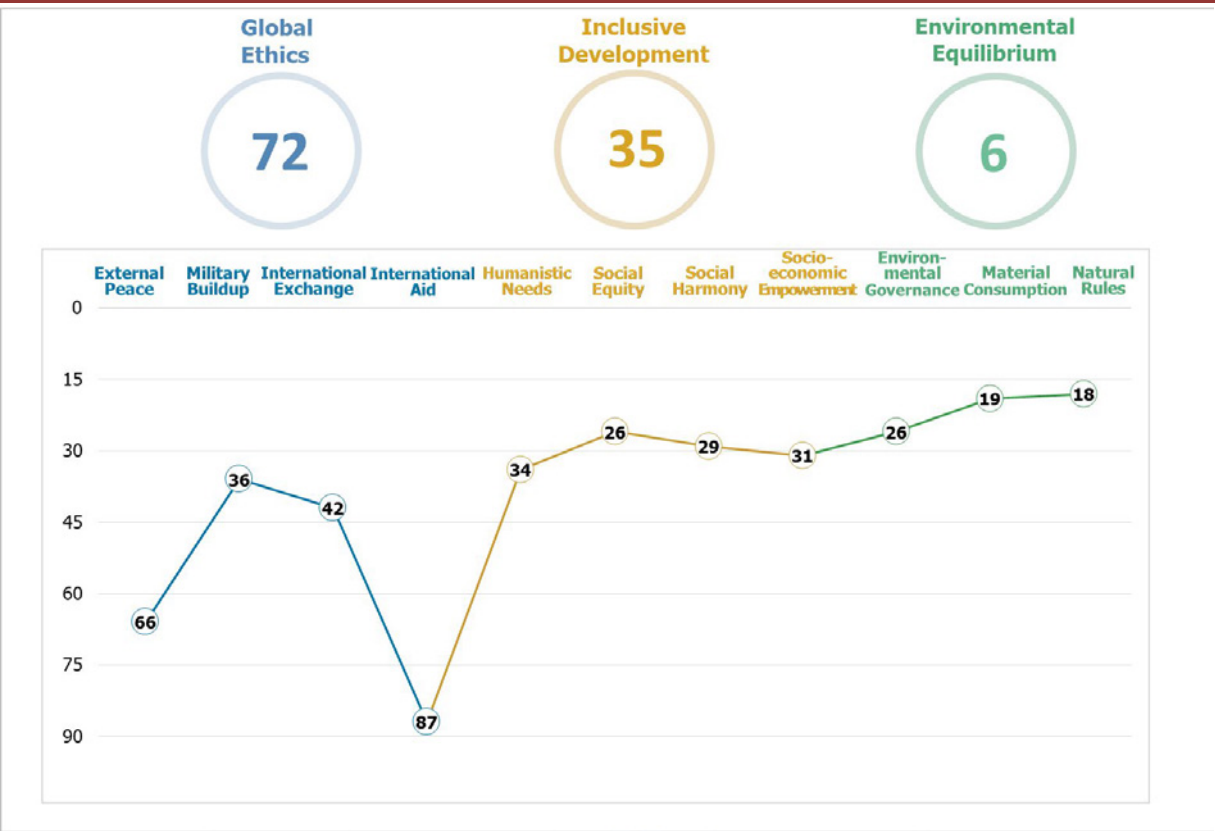 Global
Ethics
72
Inclusive
Development
35
Environmental
Equilibrium
6
External
Peace
Military
Buildup
International
Exchange
International
Aid
Humanistic
Needs
Social
Equity
Social
Harmony
Socio-
economic
Empowerment
Environ-
mental
Governance
Material
Consumption
Natural
Rules
0
15
30
45
60
75
90
66
36
42
87
34
26
29
31
26
19
18